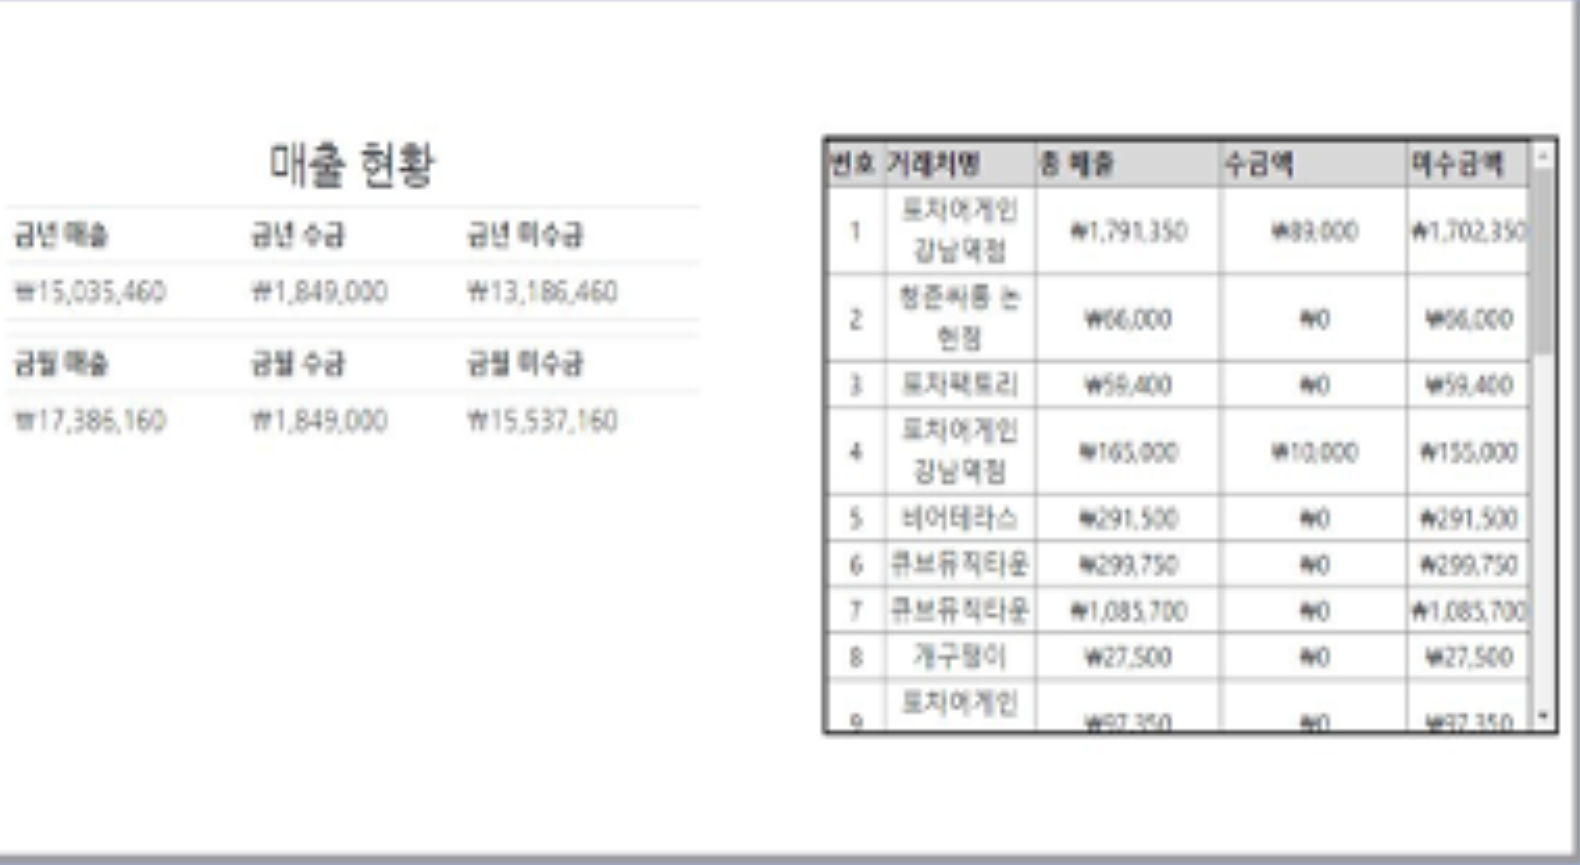 매출 현황
금년 매출 금년 수금 금년 미수금
₩15,035,460 ₩1,849,000 ₩13,186,460
금월 매출 금월 수금 금월 미수금
₩17,386,160 ₩1,849,000 ₩15,537,160
번호 거래처명 총 매출 수금액 미수금액
포차어게인
1 ₩1,791,350 ₩89,000 ₩1,702,350
강남역점
청춘싸롱 논
2 ₩66,000 ₩0 ₩66,000
현점
3 포차팩토리 ₩59,400 ₩0 ₩59,400
포차어게인
4 ₩165,000 ₩10,000 ₩155,000
강남역점
5 비어테라스 ₩291,500 ₩0 ₩291,500
6 큐브뮤직타운 ₩299,750 ₩0 ₩299,750
7 큐브뮤직타운 ₩1,085,700 ₩0 ₩1,085,700
8 개구멍이 ₩27,500 ₩0 ₩27,500
포차어게인
9 ₩97,350 ₩0 ₩97,350